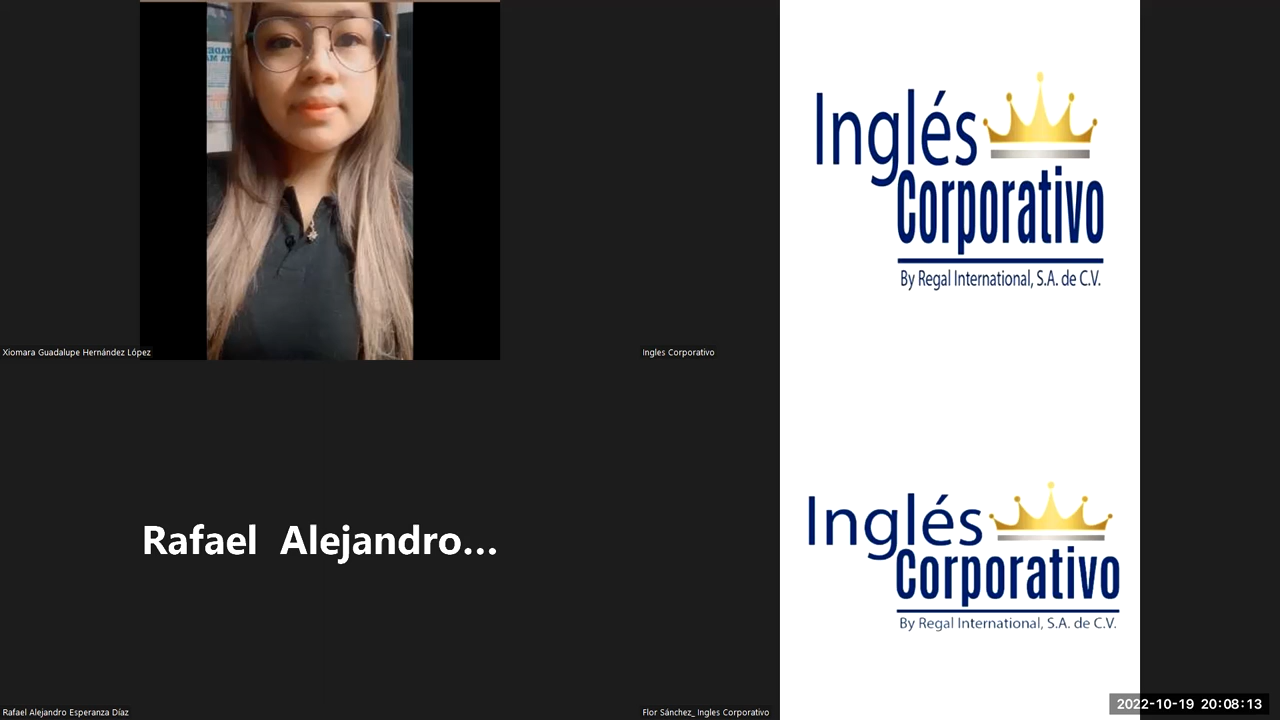 Inglés
Corporativo
By Regal International, S.A. de C.V.
Xiomara Guadalupe Hernández López
Ingles Corporativo
Rafael Alejandro...
Inglés
Corporativo
By Regal International, S.A. de C.V.
Rafael Alejandro Esperanza Díaz
Flor Sánchez_ Ingles Corporativo
2022-10-19 20:08:13